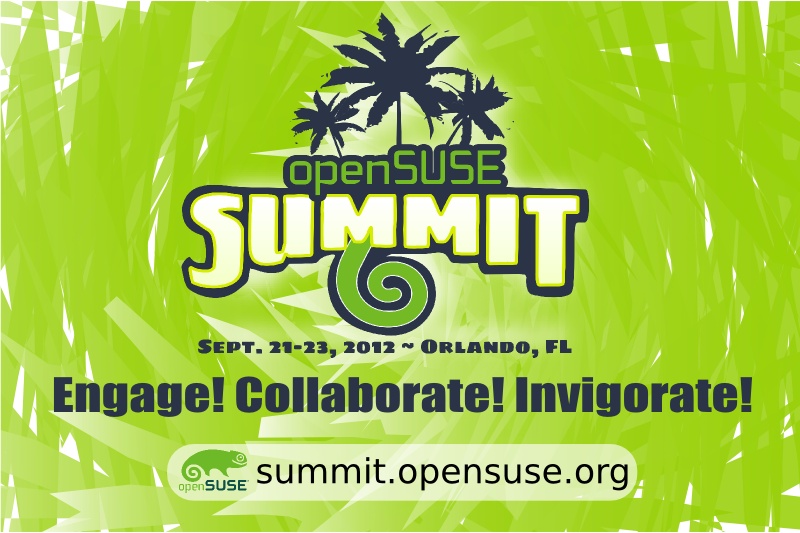 openSUSE
SUMMIT
Sept. 21-23, 2012 ~ Orlando, FL
Engage! Collaborate! Invigorate!
openSUSE
summit.opensuse.org